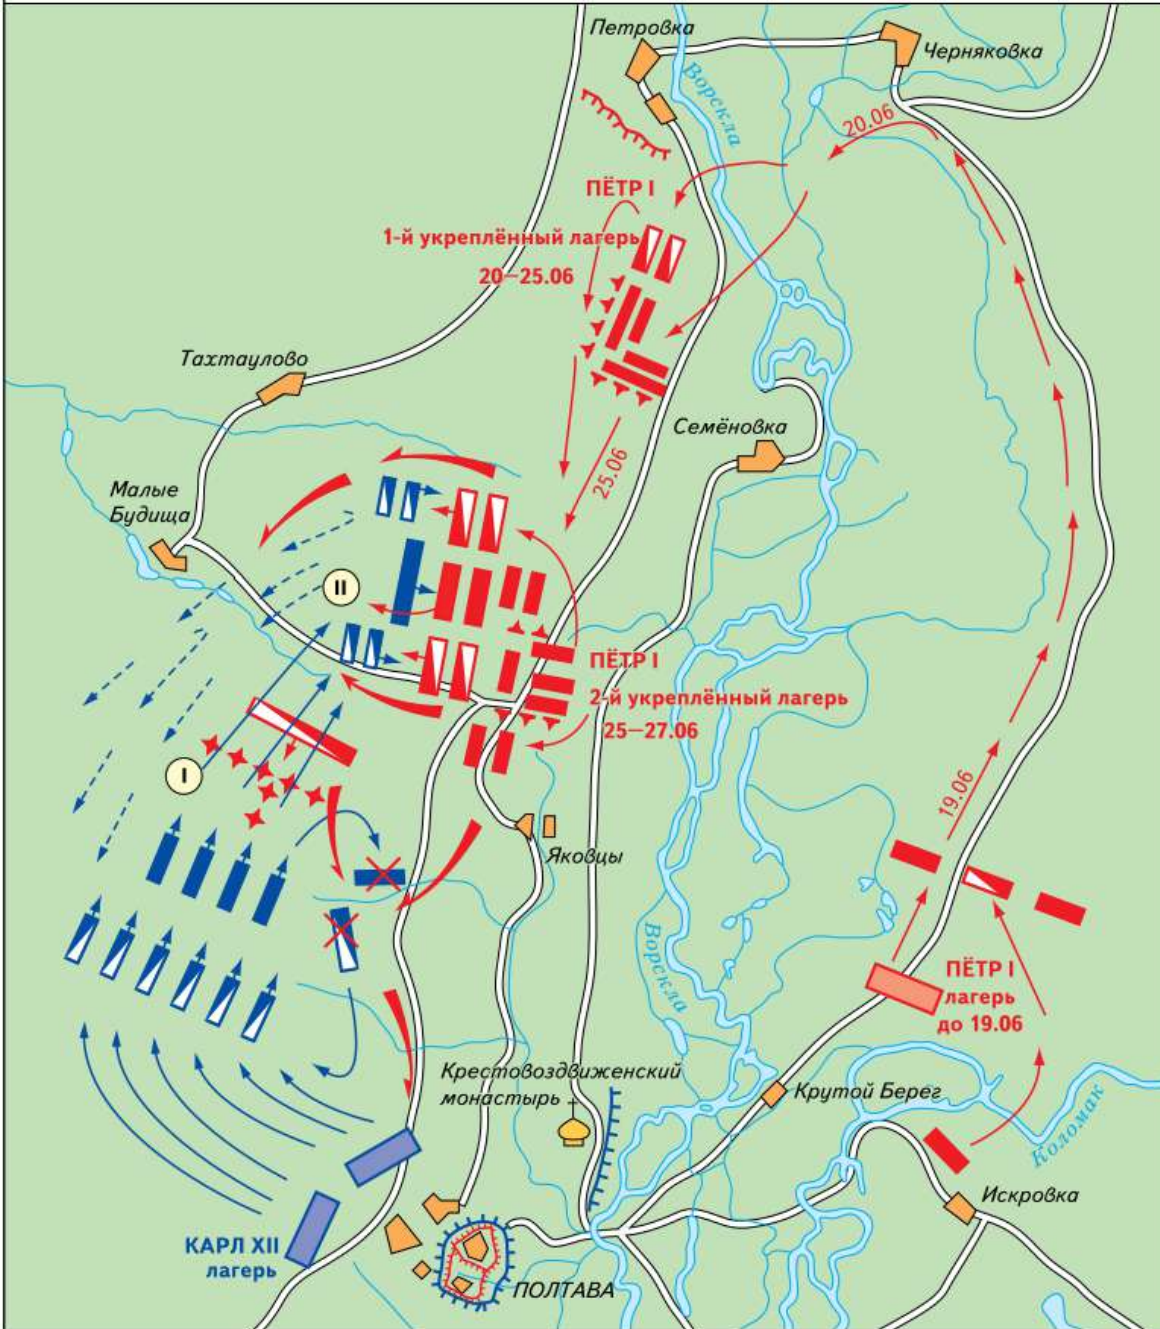 Петровка
Черняковка
Ворскла
20.06
ПЁТР I
1-й укреплённый лагерь
20—25.06
Тахтаулово
Семёновка
25.06
Малые
Будища
II
ПЁТР I
2-й укреплённый лагерь
25—27.06
I
19.06
Яковцы
Ворскла
ПЁТР I
лагерь
до 19.06
Крестовоздвиженский
монастырь
Крутой Берег
Коломак
Искровка
КАРЛ XII
лагерь
ПОЛТАВА